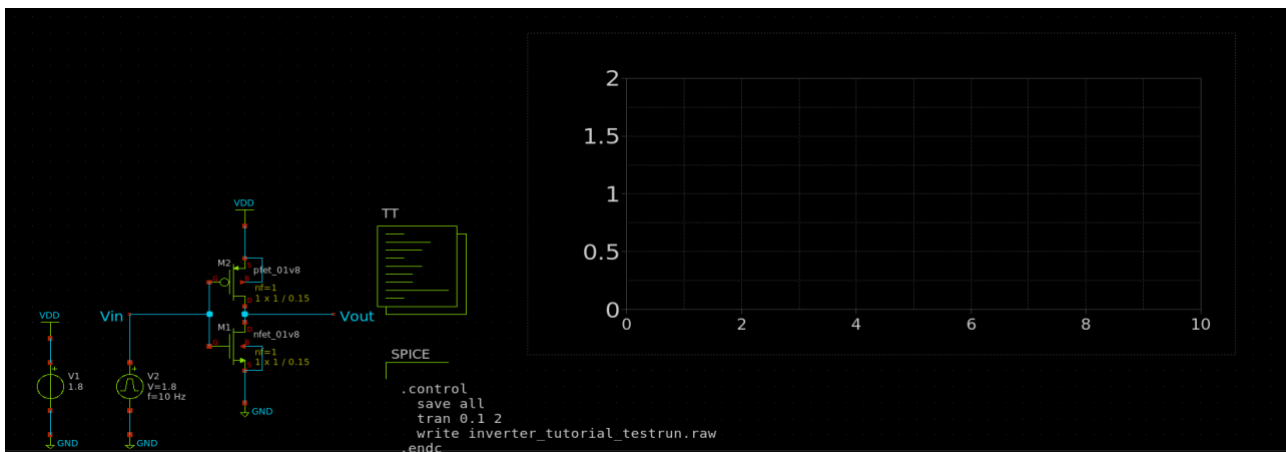 VDD
M2
pfet_01v8
nf=1
1 x 1 / 0.15
Vin
Vout
M1
nfet_01v8
nf=1
1 x 1 / 0.15
GND
VDD
V1
1.8
GND
V2
V=1.8
f=10 Hz
GND
TT
SPICE
.control
save all
tran 0.1 2
write inverter_tutorial_testrun.raw
.endc
2
1.5
1
0.5
0
0 2 4 6 8 10